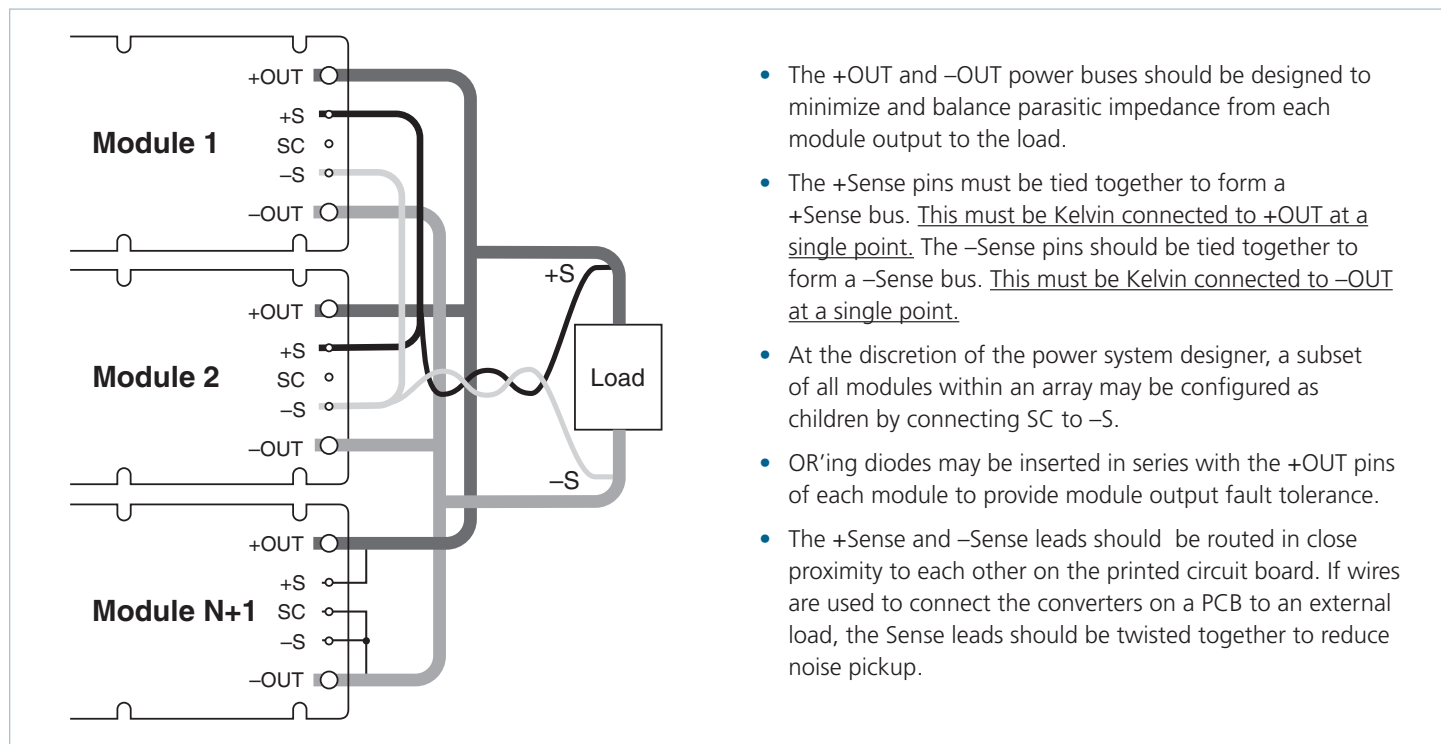 +OUT
+S
Module 1
SC
–S
–OUT
+OUT
+S
Module 2
SC
–S
–OUT
+OUT
+S
Module N+1
SC
–S
–OUT
+S
Load
–S
• The +OUT and –OUT power buses should be designed to
minimize and balance parasitic impedance from each
module output to the load.
• The +Sense pins must be tied together to form a
+Sense bus. This must be Kelvin connected to +OUT at a
single point. The –Sense pins should be tied together to
form a –Sense bus. This must be Kelvin connected to –OUT
at a single point.
• At the discretion of the power system designer, a subset
of all modules within an array may be configured as
children by connecting SC to –S.
• OR’ing diodes may be inserted in series with the +OUT pins
of each module to provide module output fault tolerance.
• The +Sense and –Sense leads should be routed in close
proximity to each other on the printed circuit board. If wires
are used to connect the converters on a PCB to an external
load, the Sense leads should be twisted together to reduce
noise pickup.